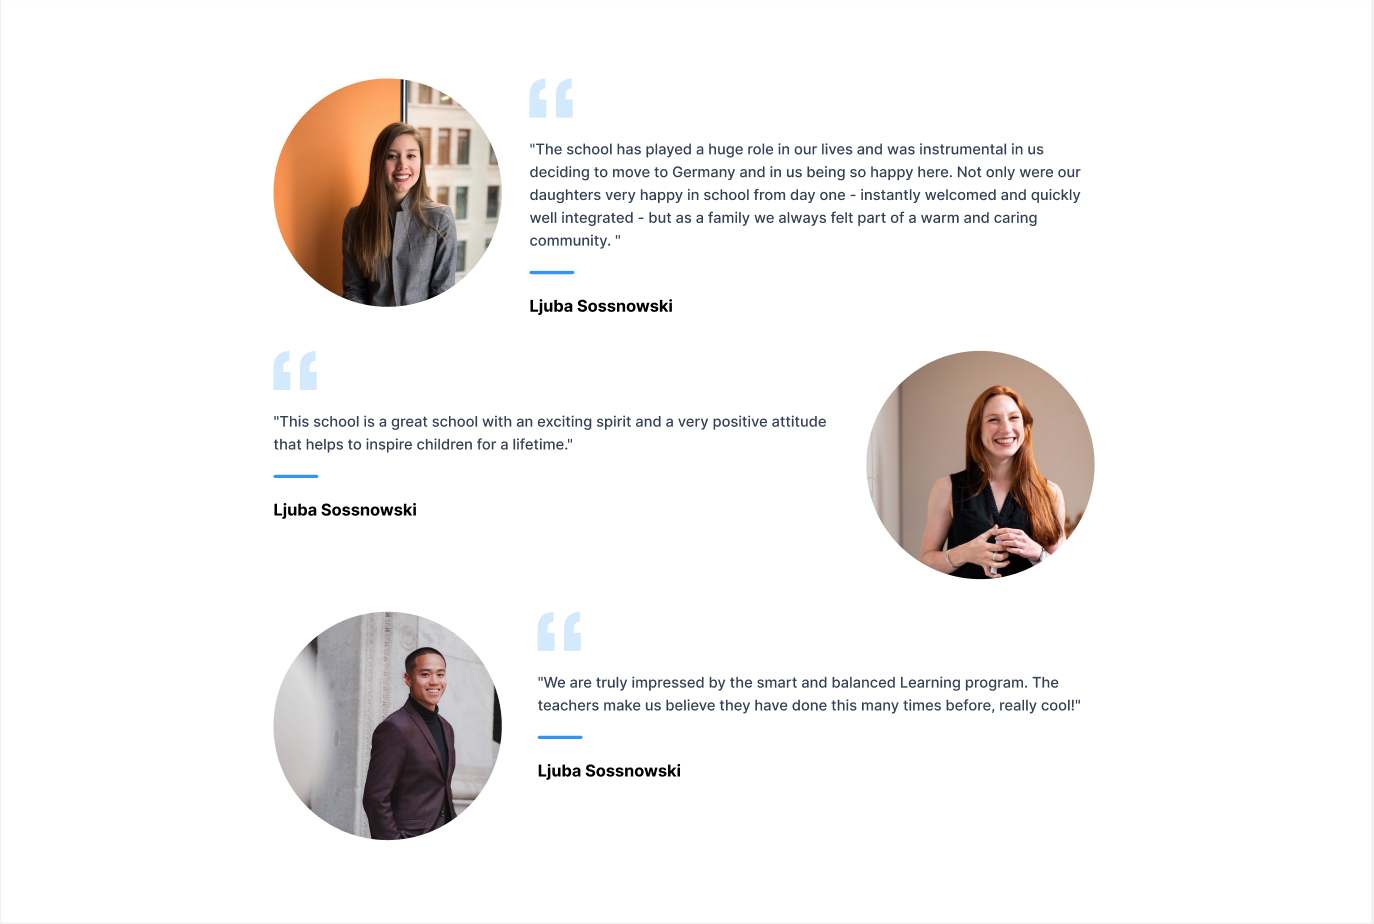 "The school has played a huge role in our lives and was instrumental in us
deciding to move to Germany and in us being so happy here. Not only were our
daughters very happy in school from day one - instantly welcomed and quickly
well integrated - but as a family we always felt part of a warm and caring
community. "
Ljuba Sossnowski
"This school is a great school with an exciting spirit and a very positive attitude
that helps to inspire children for a lifetime."
Ljuba Sossnowski
"We are truly impressed by the smart and balanced Learning program. The
teachers make us believe they have done this many times before, really cool!"
Ljuba Sossnowski